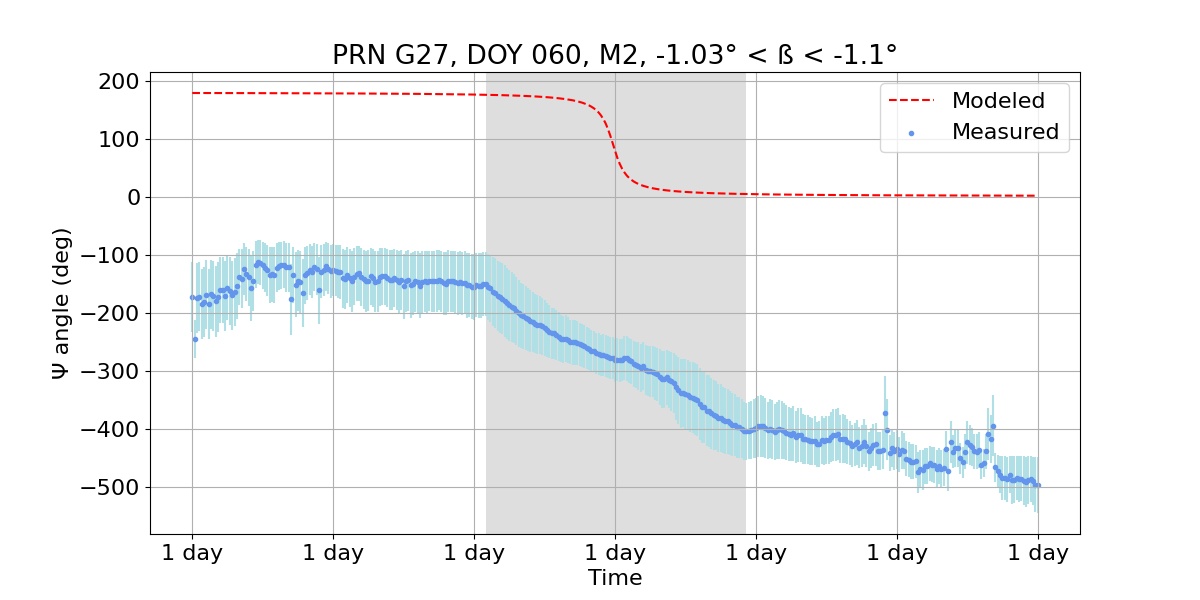 PRN G27, DOY 060, M2, -1.03° < ß < -1.1°
Ψ angle (deg)
200
100
0
−100
−200
−300
−400
−500
Modeled
Measured
1 day 1 day 1 day 1 day 1 day 1 day 1 day
Time